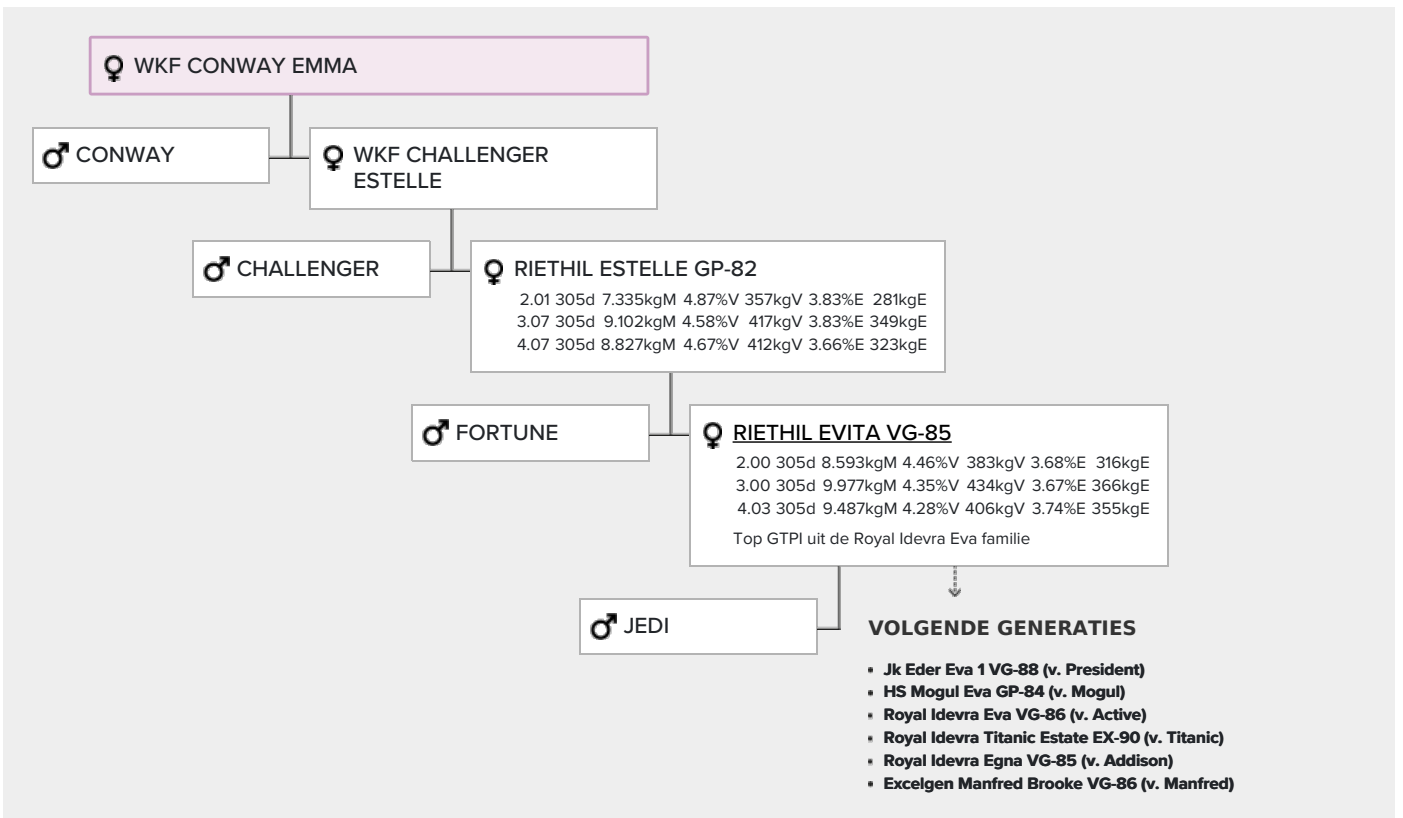 WKF CONWAY EMMA
CONWAY
WKF CHALLENGER
ESTELLE
CHALLENGER
RIETHIL ESTELLE GP-82
2.01 305d 7.335kgM 4.87%V 357kgV 3.83%E 281kgE
3.07 305d 9.102kgM 4.58%V 417kgV 3.83%E 349kgE
4.07 305d 8.827kgM 4.67%V 412kgV 3.66%E 323kgE
FORTUNE
RIETHIL EVITA VG-85
2.00 305d 8.593kgM 4.46%V 383kgV 3.68%E 316kgE
3.00 305d 9.977kgM 4.35%V 434kgV 3.67%E 366kgE
4.03 305d 9.487kgM 4.28%V 406kgV 3.74%E 355kgE
Top GTPI uit de Royal Idevra Eva familie
JEDI
VOLGENDE GENERATIES
• Jk Eder Eva 1 VG-88 (v. President)
• HS Mogul Eva GP-84 (v. Mogul)
• Royal Idevra Eva VG-86 (v. Active)
• Royal Idevra Titanic Estate EX-90 (v. Titanic)
• Royal Idevra Egna VG-85 (v. Addison)
• Excelgen Manfred Brooke VG-86 (v. Manfred)